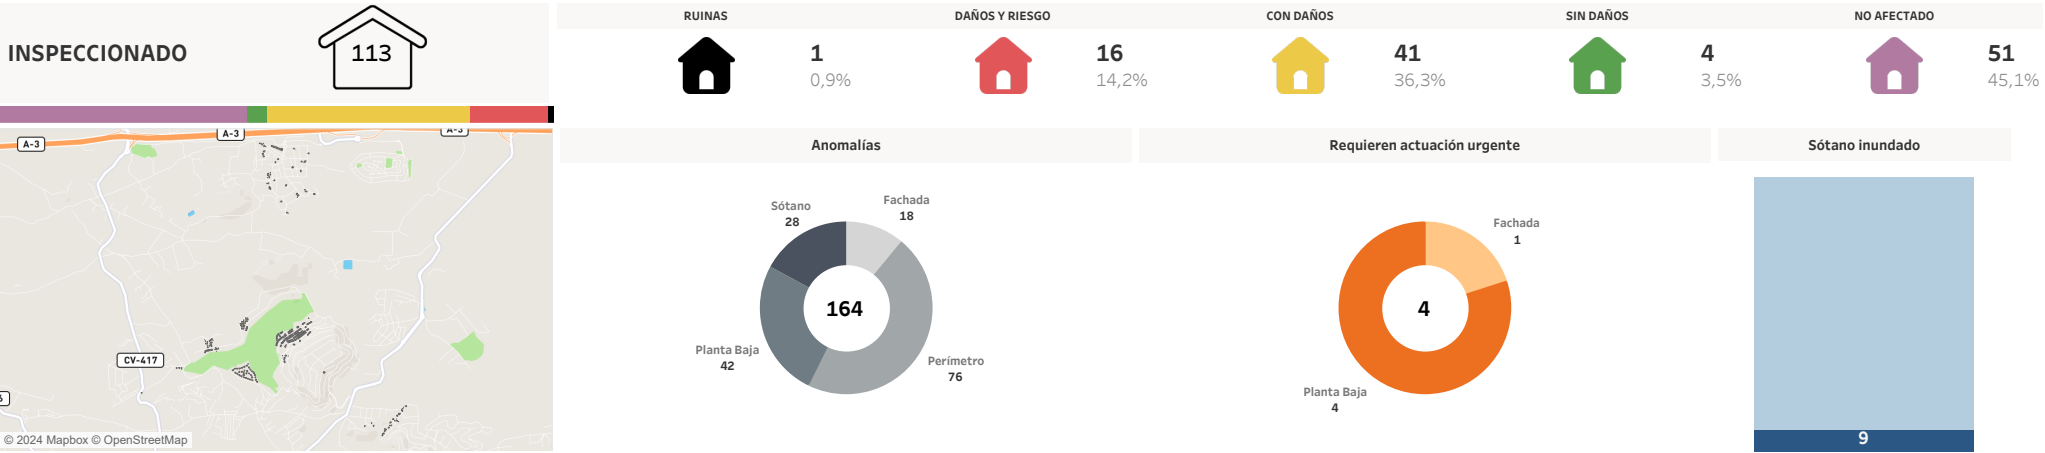 INSPECCIONADO
113
RUINAS
1
0,9%
DAÑOS Y RIESGO
16
14,2%
CON DAÑOS
41
36,3%
SIN DAÑOS
4
3,5%
NO AFECTADO
51
45,1%
A-3
A-3
A-3
CV-417
© 2024 Mapbox © OpenStreetMap
Anomalías
Sótano
28
Fachada
18
164
Planta Baja
42
Perímetro
76
Requieren actuación urgente
Fachada
1
4
Planta Baja
4
Sótano inundado
9